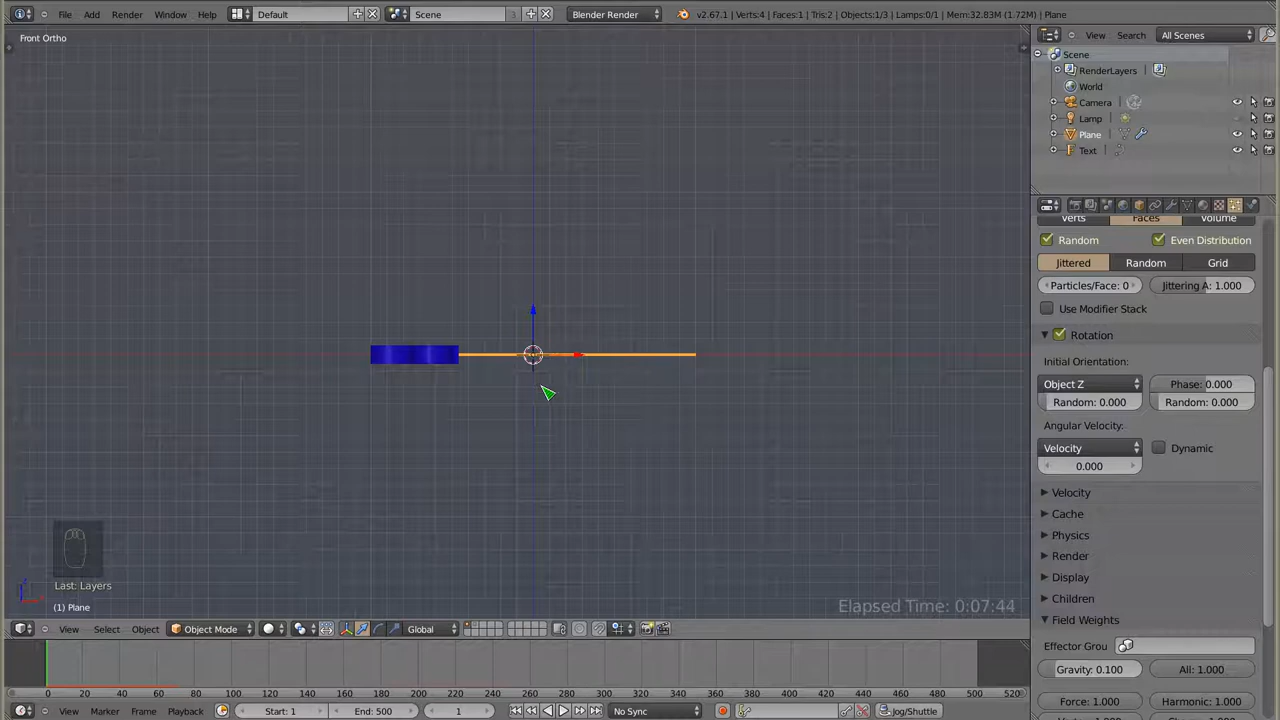 File Add Render Window Help Default Scene 3 Blender Render v2.67.1 | Verts:4 | Faces:1 | Tris:2 | Objects:1/3 | Lamps:0/1 | Mem:32.83M (1.72M) | Plane
Front Ortho
View Search All Scenes
Scene
RenderLayers
World
Camera
Lamp
Plane
Text
Verts Faces Volume
Random Even Distribution
Jittered Random Grid
Particles/Face: 0 Jittering A: 1.000
Use Modifier Stack
Rotation
Initial Orientation:
Object Z Phase: 0.000
Random: 0.000 Random: 0.000
Angular Velocity:
Velocity Dynamic
0.000
Velocity
Cache
Physics
Render
Display
Children
Field Weights
Effector Grou
Gravity: 0.100 All: 1.000
Force: 1.000 Harmonic: 1.000
Last: Layers
(1) Plane
Elapsed Time: 0:07:44
View Select Object Object Mode Global
0 20 40 60 80 100 120 140 160 180 200 220 240 260 280 300 320 340 360 380 400 420 440 460 480 500 520
View Marker Frame Playback Start: 1 End: 500 1 No Sync Jog/Shuttle